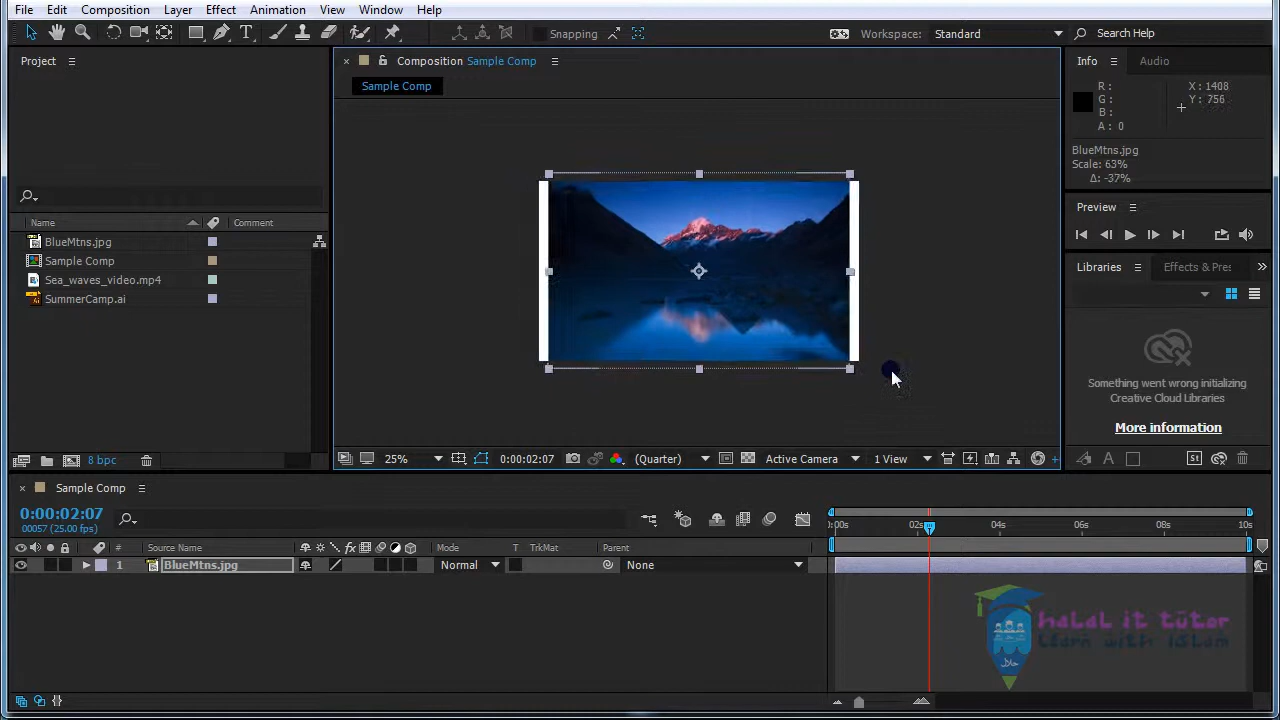 File Edit Composition Layer Effect Animation View Window Help
Snapping Workspace: Standard Search Help
Project
Composition Sample Comp
Sample Comp
Info Audio
R : X : 1408
G : Y : 756
B :
A : 0
BlueMtns.jpg
Scale: 63%
Δ: -37%
Preview
Name Comment
BlueMtns.jpg
Sample Comp
Sea_waves_video.mp4
SummerCamp.ai
Libraries Effects & Pres
Something went wrong initializing
Creative Cloud Libraries
More information
8 bpc
25% 0:00:02:07 (Quarter) Active Camera 1 View
St
Sample Comp
0:00:02:07
00057 (25.00 fps)
:00s 02s 04s 06s 08s 10s
# Source Name fx Mode T TrkMat Parent
1 BlueMtns.jpg Normal None
halal it tutor
learn with islam
حلال